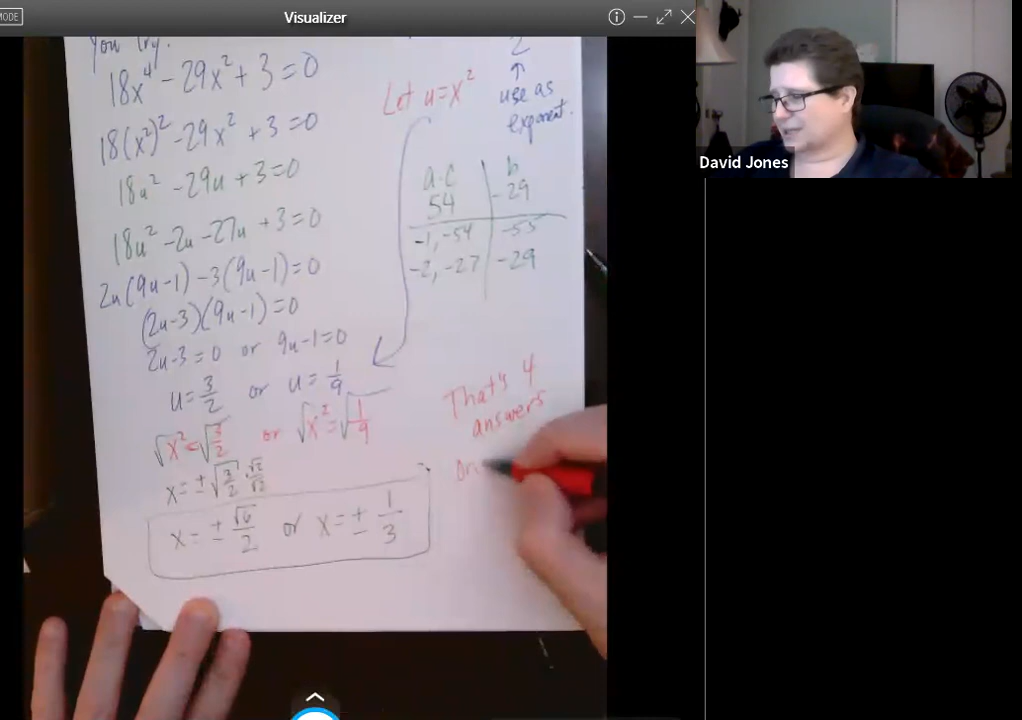 MODE
Visualizer
David Jones
You try:
18x⁴ - 29x² + 3 = 0
18(x²)² - 29x² + 3 = 0
18u² - 29u + 3 = 0
18u² - 2u - 27u + 3 = 0
2u(9u-1) - 3(9u-1) = 0
(2u-3)(9u-1) = 0
2u-3 = 0 or 9u-1 = 0
u = 3/2 or u = 1/9
√x² = √3/2 or √x² = √1/9
x = ± √3/2 · √2/√2
x = ± √6/2 or x = ± 1/3
Let u = x²
2
↑
use as
exponent.
a·c | b
54 | -29
-1, -54 | -55
-2, -27 | -29
That's 4
answers